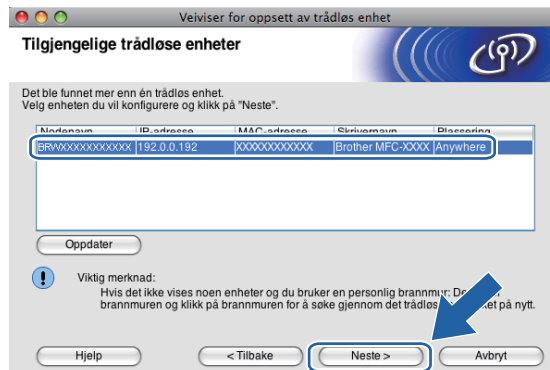 Veiviser for oppsett av trådløs enhet
Tilgjengelige trådløse enheter
Det ble funnet mer enn én trådløs enhet.
Velg enheten du vil konfigurere og klikk på "Neste".
Nodenavn IP-adresse MAC-adresse Skrivernavn Plassering
BRWXXXXXXXXXXXX 192.0.0.192 XXXXXXXXXXXX Brother MFC-XXXX Anywhere
Oppdater
Viktig merknad:
Hvis det ikke vises noen enheter og du bruker en personlig brannmur:
brannmuren og klikk på brannmuren for å søke gjennom det på nytt.
Hjelp < Tilbake Neste > Avbryt